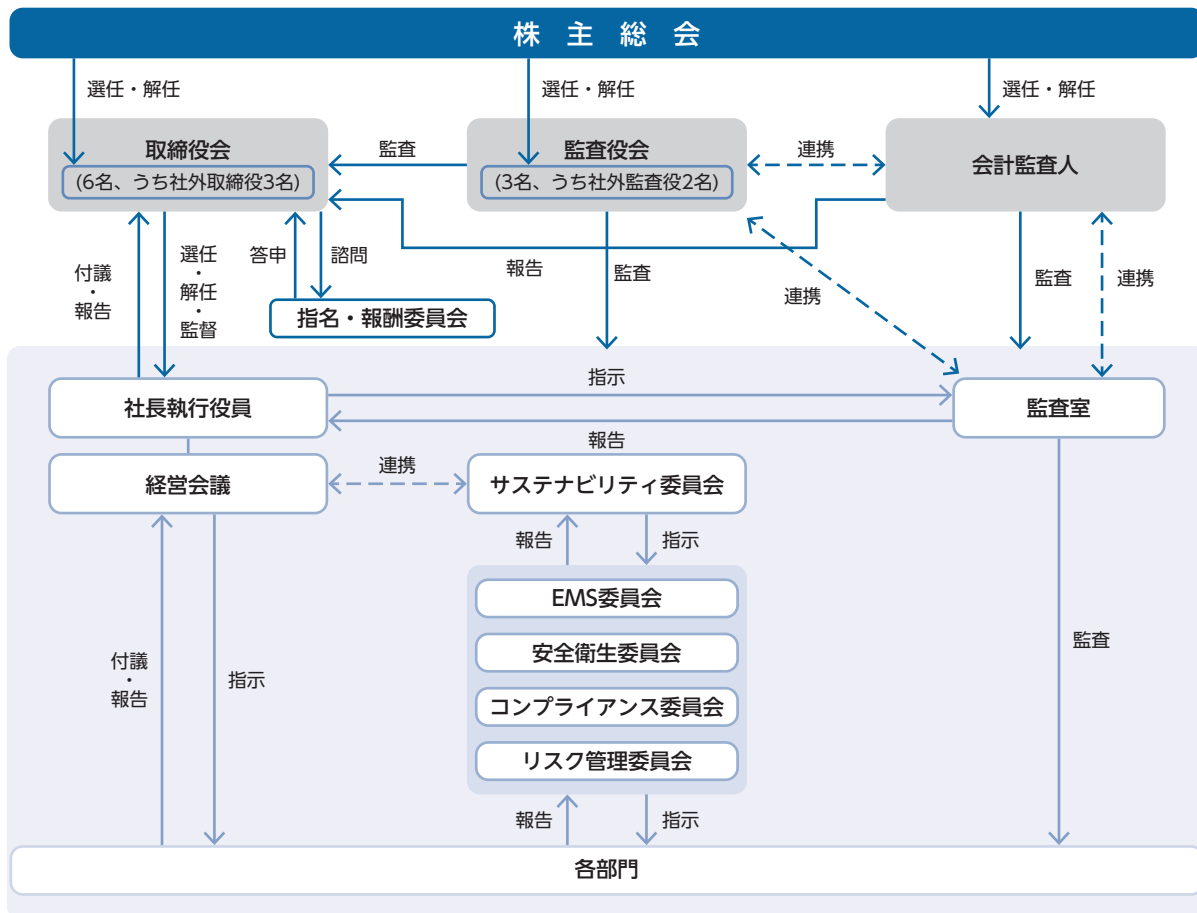 株主総会
選任・解任
選任・解任
選任・解任
取締役会
(6名、うち社外取締役3名)
監査
監査役会
(3名、うち社外監査役2名)
連携
会計監査人
付議・報告
選任・解任・監督
答申
諮問
報告
監査
連携
監査
連携
指名・報酬委員会
社長執行役員
指示
報告
監査室
経営会議
連携
サステナビリティ委員会
報告
指示
EMS委員会
安全衛生委員会
コンプライアンス委員会
リスク管理委員会
付議・報告
指示
監査
報告
指示
各部門